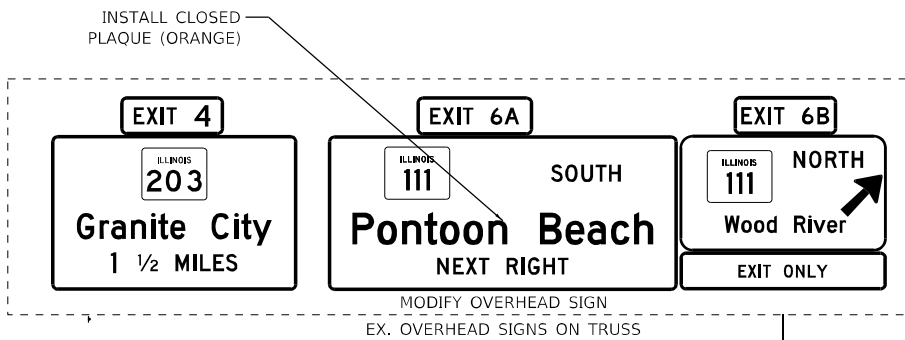 INSTALL CLOSED
PLAQUE (ORANGE)
EXIT 4
ILLINOIS
203
Granite City
1 ½ MILES
EXIT 6A
ILLINOIS
111
SOUTH
Pontoon Beach
NEXT RIGHT
EXIT 6B
ILLINOIS
111
NORTH
Wood River
EXIT ONLY
MODIFY OVERHEAD SIGN
EX. OVERHEAD SIGNS ON TRUSS